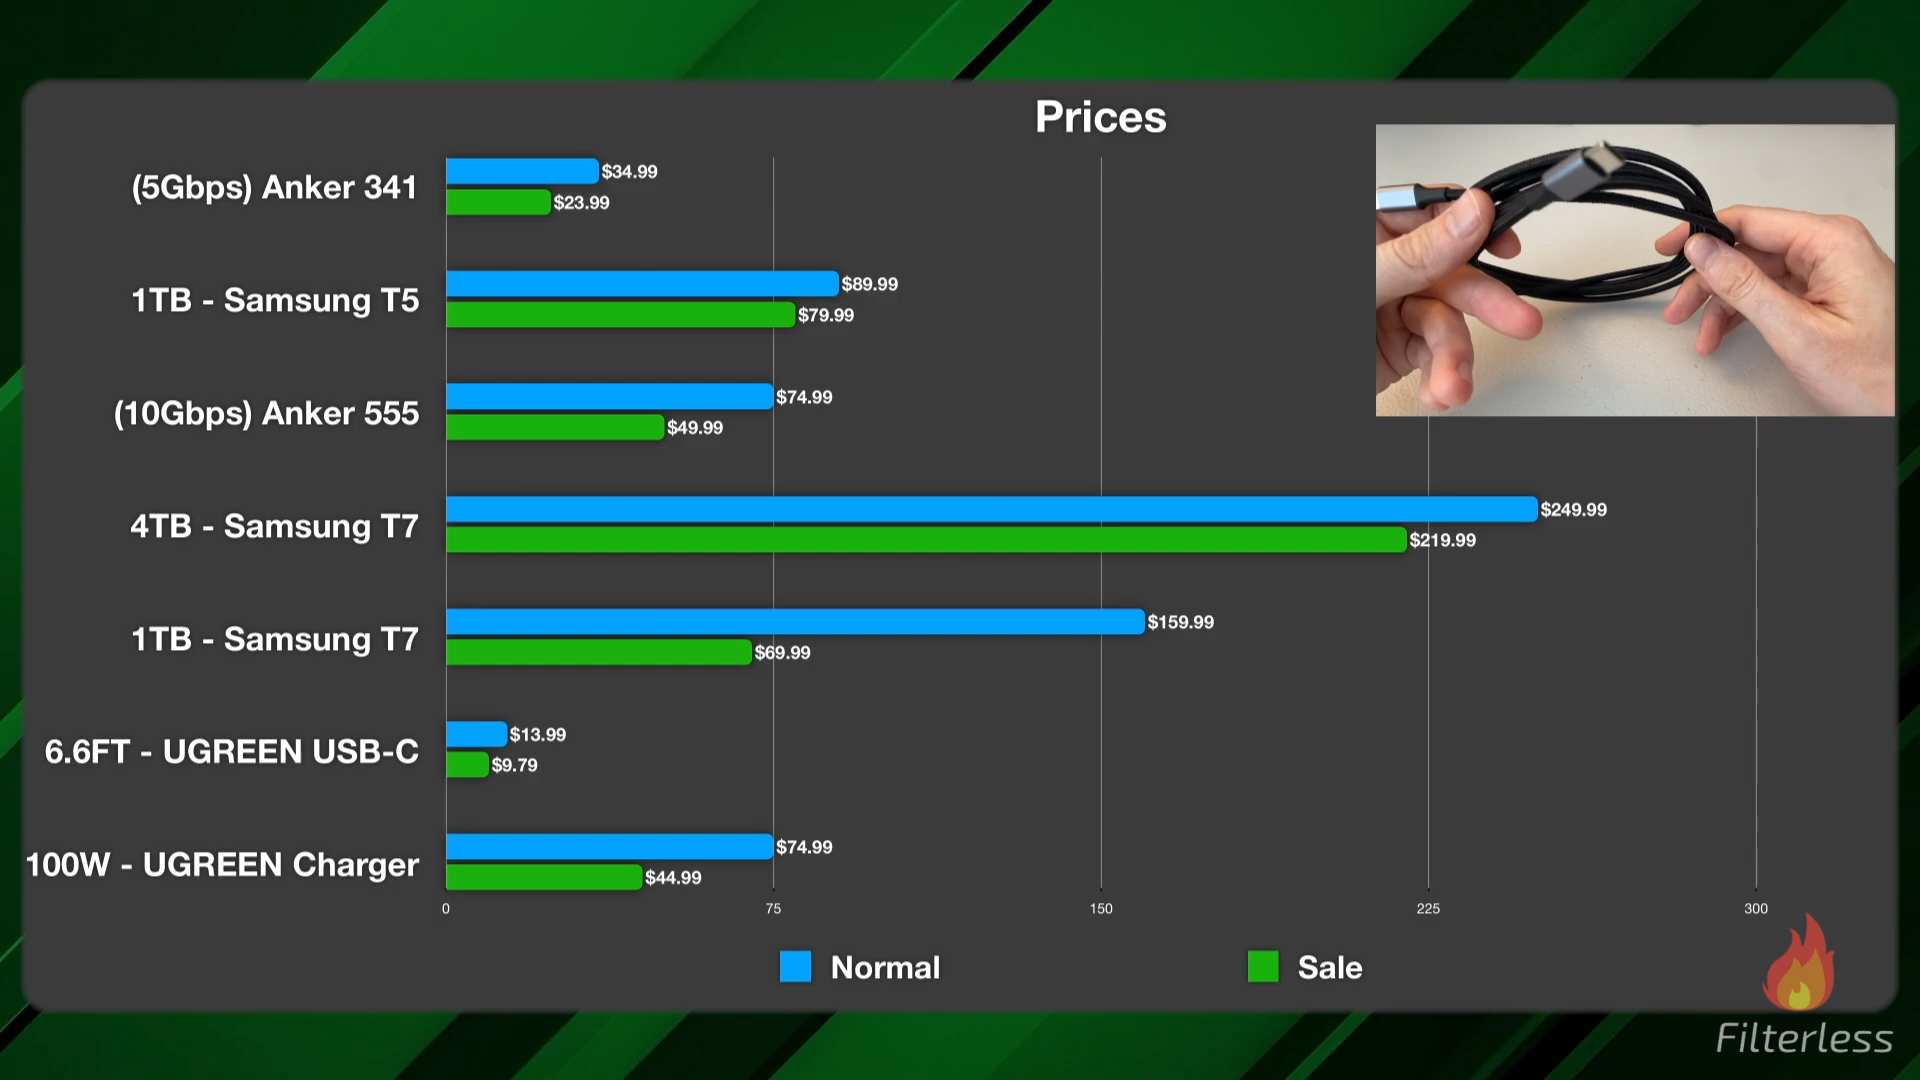 Prices
(5Gbps) Anker 341
$34.99
$23.99
1TB - Samsung T5
$89.99
$79.99
(10Gbps) Anker 555
$74.99
$49.99
4TB - Samsung T7
$249.99
$219.99
1TB - Samsung T7
$159.99
$69.99
6.6FT - UGREEN USB-C
$13.99
$9.79
100W - UGREEN Charger
$74.99
$44.99
0 75 150 225 300
Normal Sale
Filterless